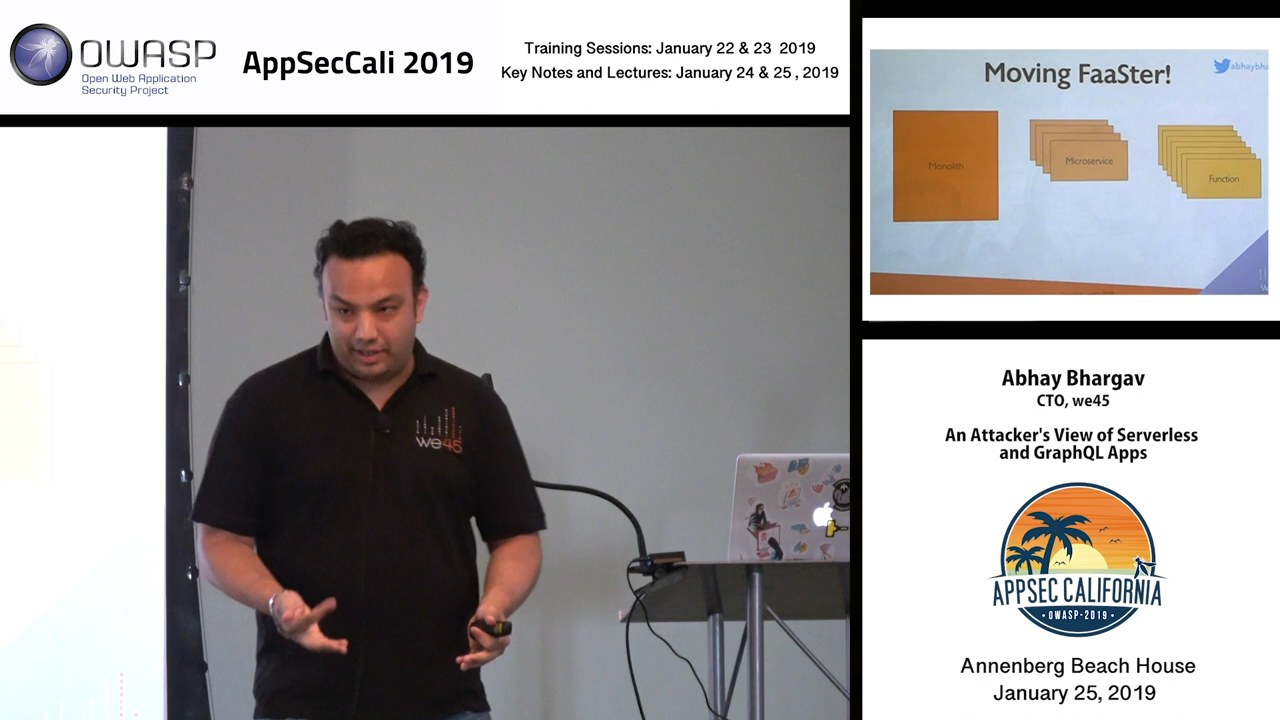 OWASP
Open Web Application
Security Project
AppSecCali 2019
Training Sessions: January 22 & 23 2019
Key Notes and Lectures: January 24 & 25 , 2019
Moving FaaSter!
abhaybha
Monolith
Microservice
Function
we45
Abhay Bhargav
CTO, we45
An Attacker's View of Serverless
and GraphQL Apps
APPSEC CALIFORNIA
· OWASP-2019 ·
Annenberg Beach House
January 25, 2019